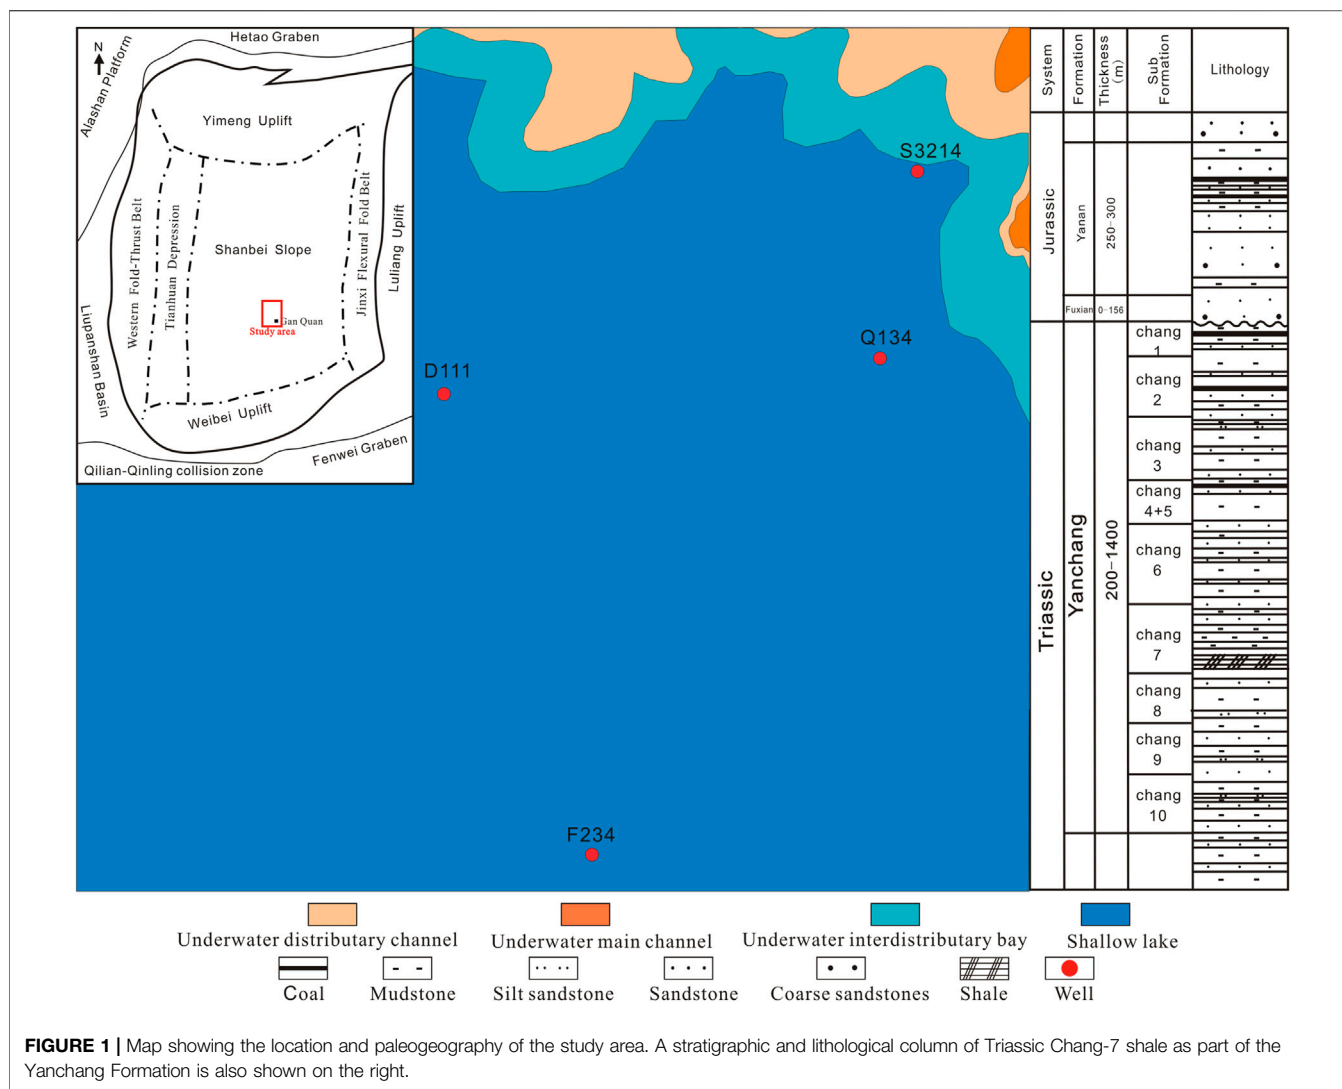 N
Hetao Graben
Alashan Platform
Yimeng Uplift
Western Fold-Thrust Belt
Tianhuan Depression
Shanbei Slope
Jinxi Flexural Fold Belt
Luliang Uplift
Gan Quan
Study area
Liupanshan Basin
Weibei Uplift
Fenwei Graben
Qilian-Qinling collision zone
S3214
Q134
D111
F234
System
Formation
Thickness
(m)
Sub
Formation
Lithology
Jurassic
Yanan
250-300
Fuxian
0-156
Triassic
Yanchang
200-1400
chang
1
chang
2
chang
3
chang
4+5
chang
6
chang
7
chang
8
chang
9
chang
10
Underwater distributary channel
Underwater main channel
Underwater interdistributary bay
Shallow lake
Coal
Mudstone
Silt sandstone
Sandstone
Coarse sandstones
Shale
Well
FIGURE 1 | Map showing the location and paleogeography of the study area. A stratigraphic and lithological column of Triassic Chang-7 shale as part of the
Yanchang Formation is also shown on the right.